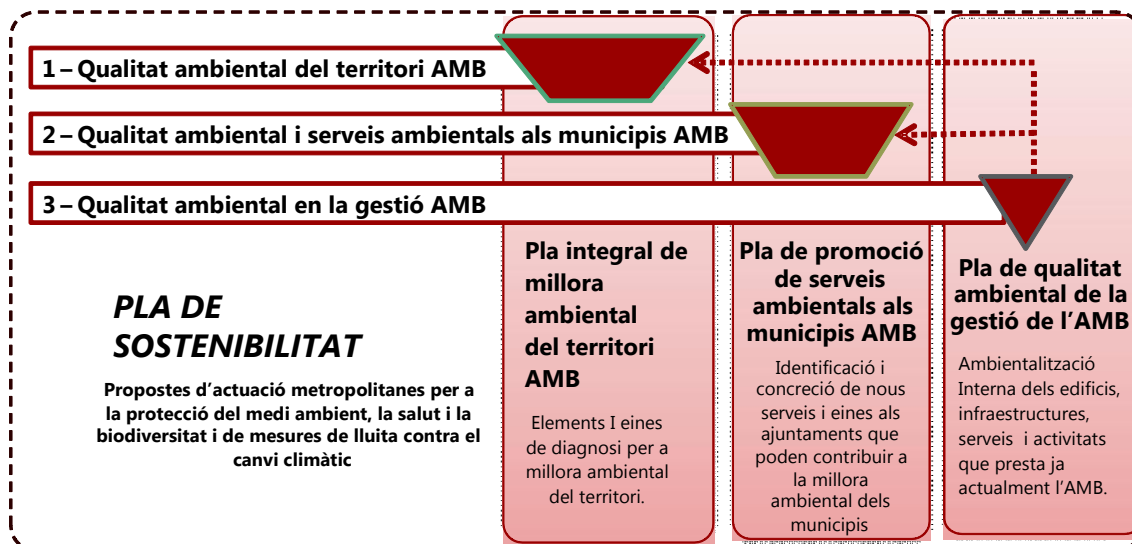 1 – Qualitat ambiental del territori AMB
2 – Qualitat ambiental i serveis ambientals als municipis AMB
3 – Qualitat ambiental en la gestió AMB
PLA DE
SOSTENIBILITAT
Propostes d’actuació metropolitanes per a
la protecció del medi ambient, la salut i la
biodiversitat i de mesures de lluita contra el
canvi climàtic
Pla integral de
millora
ambiental
del territori
AMB
Elements I eines
de diagnosi per a
millora ambiental
del territori.
Pla de promoció
de serveis
ambientals als
municipis AMB
Identificació i
concreció de nous
serveis i eines als
ajuntaments que
poden contribuir a
la millora
ambiental dels
municipis
Pla de qualitat
ambiental de la
gestió de l’AMB
Ambientalització
Interna dels edificis,
infraestructures,
serveis i activitats
que presta ja
actualment l’AMB.